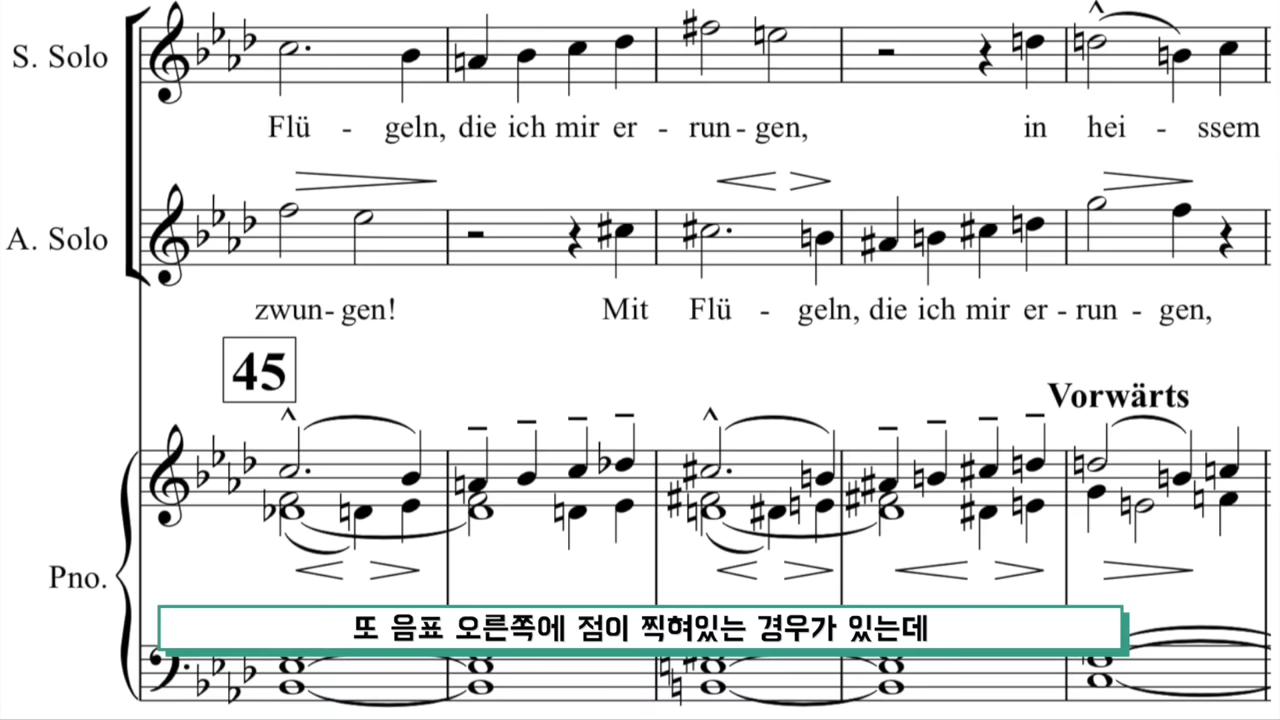 S. Solo
Flü - geln, die ich mir er - run - gen, in hei - ssem
A. Solo
zwun - gen! Mit Flü - geln, die ich mir er - run - gen,
45
Vorwärts
Pno.
또 음표 오른쪽에 점이 찍혀있는 경우가 있는데